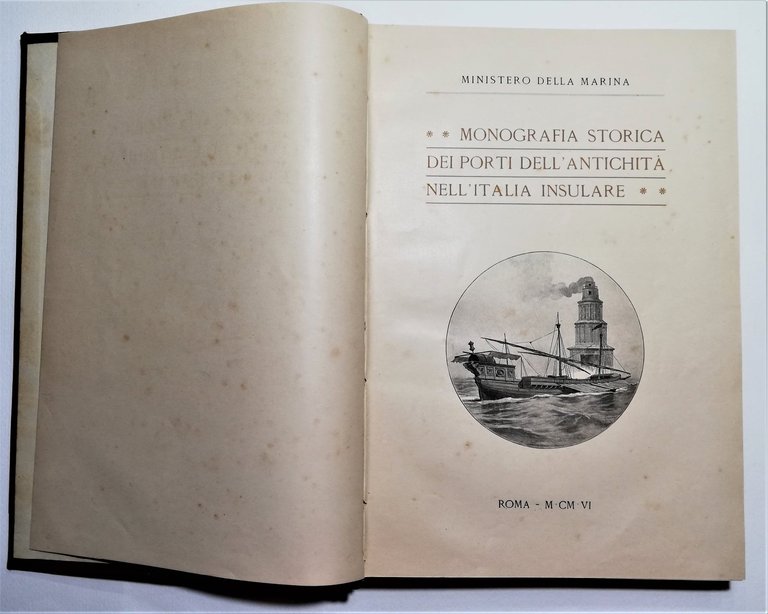 MINISTERO DELLA MARINA
* * MONOGRAFIA STORICA
DEI PORTI DELL'ANTICHITÀ
NELL'ITALIA INSULARE * *
ROMA - M·CM·VI